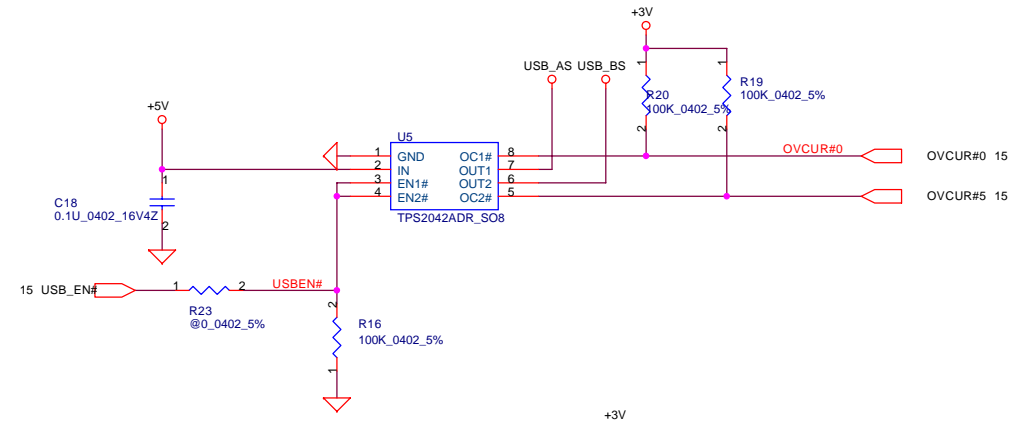 +3V
USB_AS USB_BS
1
1
R20
100K_0402_5%
R19
100K_0402_5%
2
2
+5V
U5
1 GND OC1# 8
2 IN OUT1 7
3 EN1# OUT2 6
4 EN2# OC2# 5
TPS2042ADR_SO8
OVCUR#0
OVCUR#0 15
OVCUR#5 15
1
C18
0.1U_0402_16V4Z
2
15 USB_EN#
1
2
USBEN#
R23
@0_0402_5%
2
R16
100K_0402_5%
1
+3V